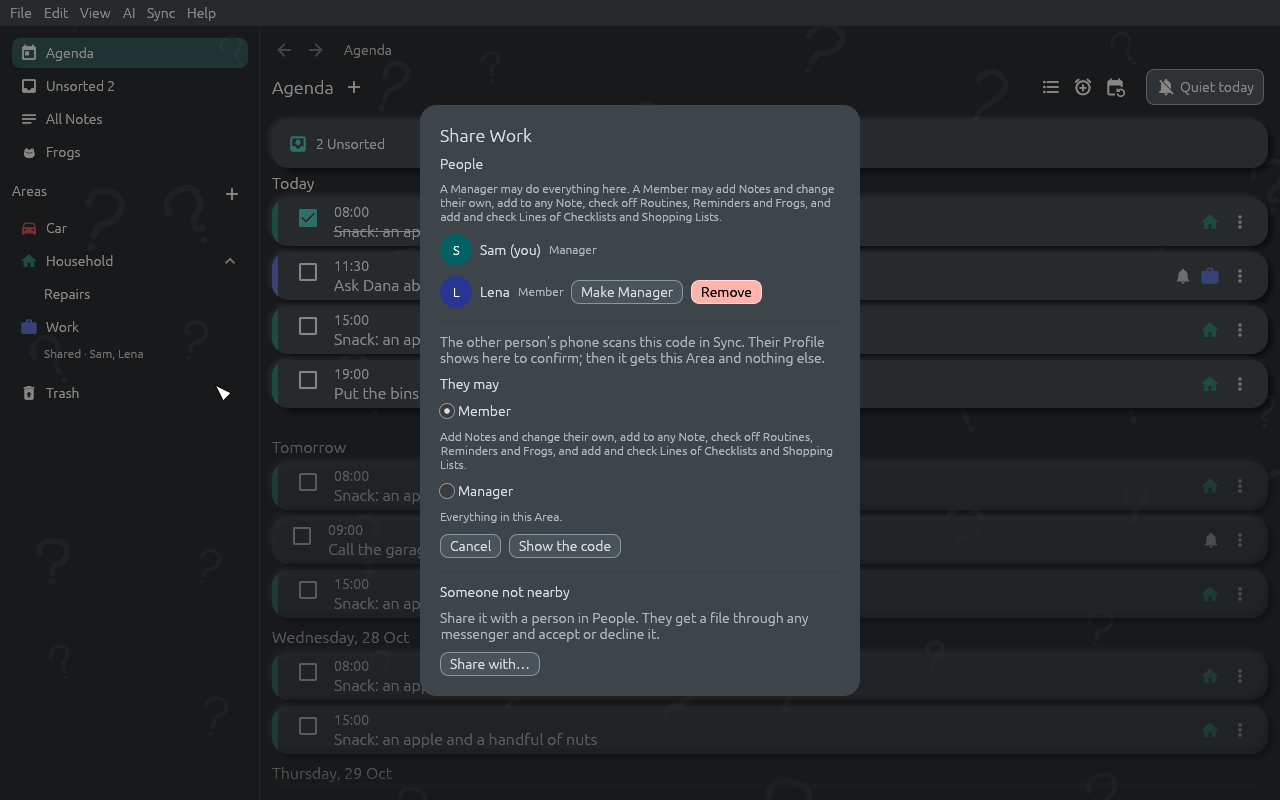 File Edit View AI Sync Help
Agenda
Unsorted 2
All Notes
Frogs
Areas
Car
Household
Repairs
Work
Shared · Sam, Lena
Trash
Agenda
Agenda
Quiet today
2 Unsorted
Today
08:00
Snack: an ap
11:30
Ask Dana ab
15:00
Snack: an ap
19:00
Put the bins
Tomorrow
08:00
Snack: an ap
09:00
Call the garag
15:00
Snack: an ap
Wednesday, 28 Oct
08:00
Snack: an app
15:00
Snack: an apple and a handful of nuts
Thursday, 29 Oct
Share Work
People
A Manager may do everything here. A Member may add Notes and change
their own, add to any Note, check off Routines, Reminders and Frogs, and
add and check Lines of Checklists and Shopping Lists.
S Sam (you) Manager
L Lena Member Make Manager Remove
The other person's phone scans this code in Sync. Their Profile
shows here to confirm; then it gets this Area and nothing else.
They may
Member
Add Notes and change their own, add to any Note, check off Routines,
Reminders and Frogs, and add and check Lines of Checklists and Shopping
Lists.
Manager
Everything in this Area.
Cancel Show the code
Someone not nearby
Share it with a person in People. They get a file through any
messenger and accept or decline it.
Share with…